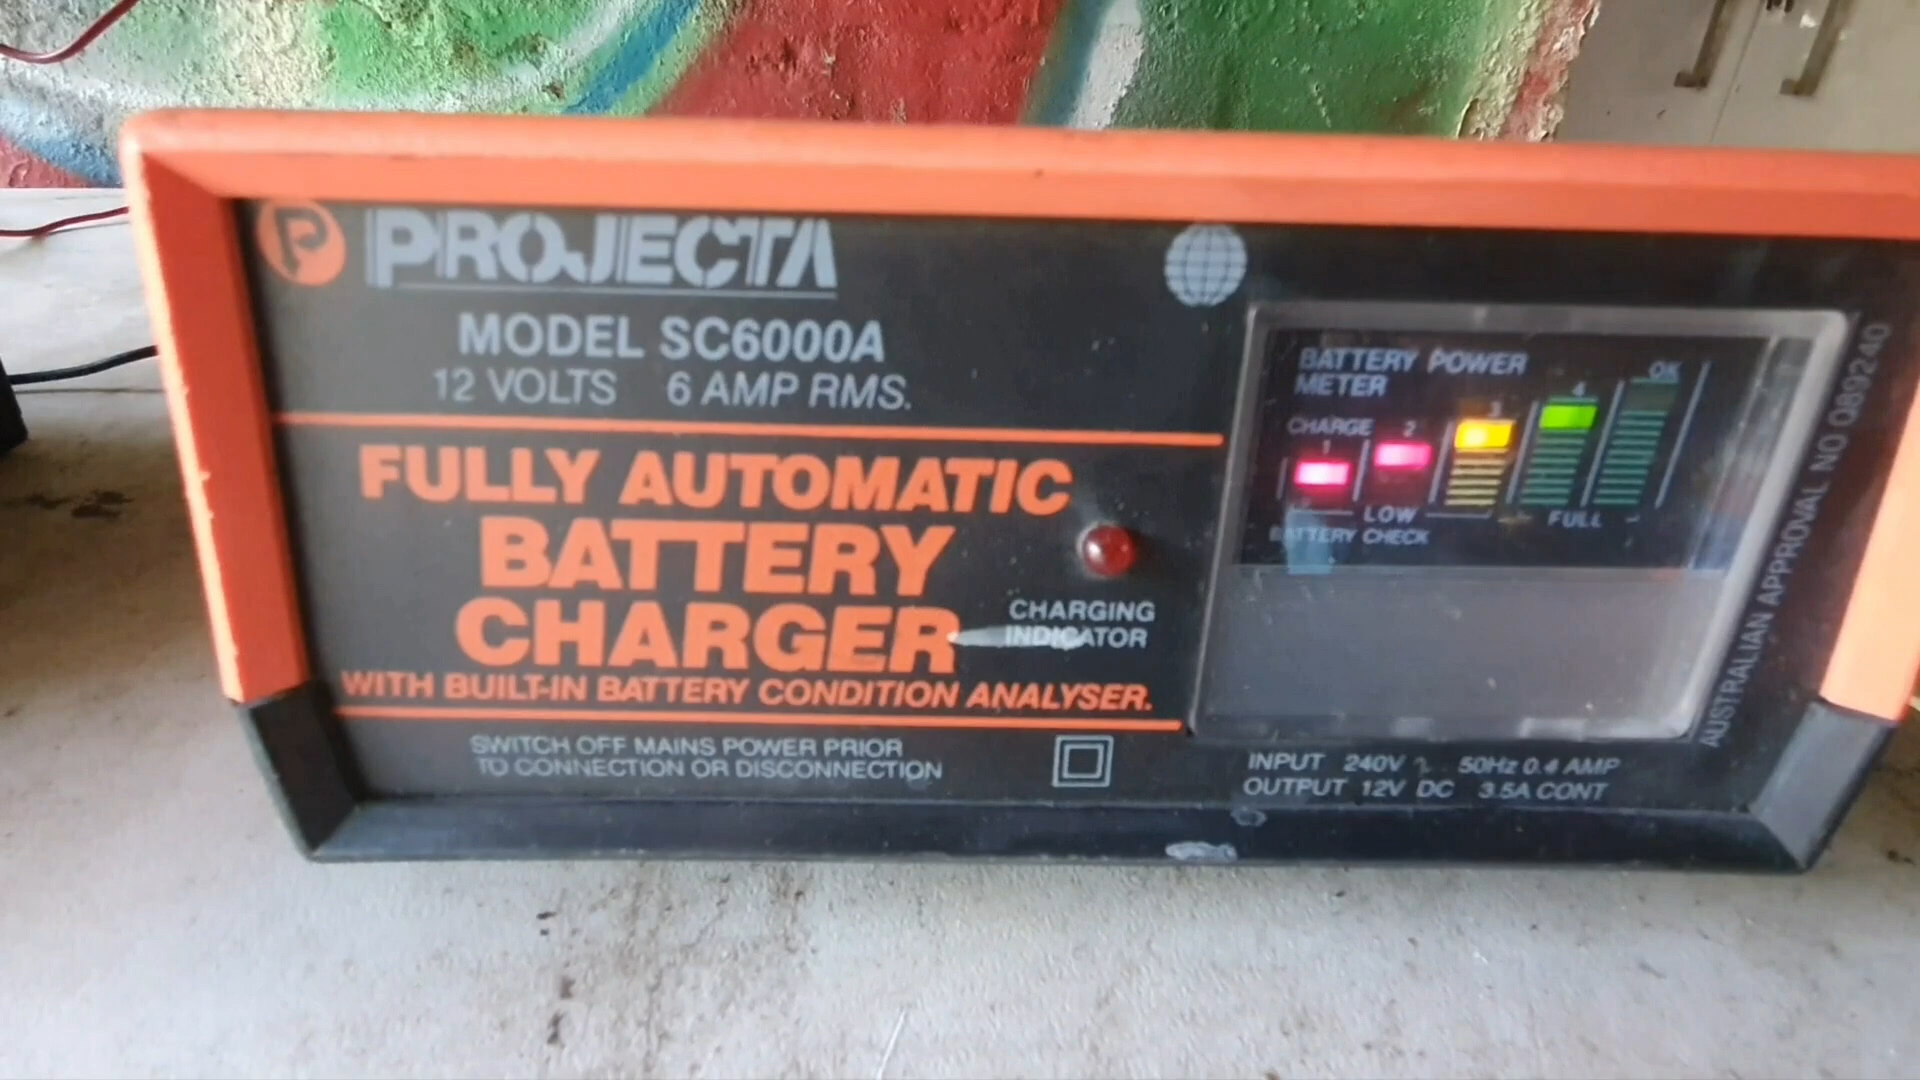 P PROJECTA
MODEL SC6000A
12 VOLTS 6 AMP RMS.
FULLY AUTOMATIC
BATTERY
CHARGER
WITH BUILT-IN BATTERY CONDITION ANALYSER.
SWITCH OFF MAINS POWER PRIOR
TO CONNECTION OR DISCONNECTION
CHARGING
INDICATOR
BATTERY POWER
METER
CHARGE
1 2 3 4 OK
LOW FULL
BATTERY CHECK
INPUT 240V ~ 50Hz 0.4 AMP
OUTPUT 12V DC 3.5A CONT
AUSTRALIAN APPROVAL NO 089240